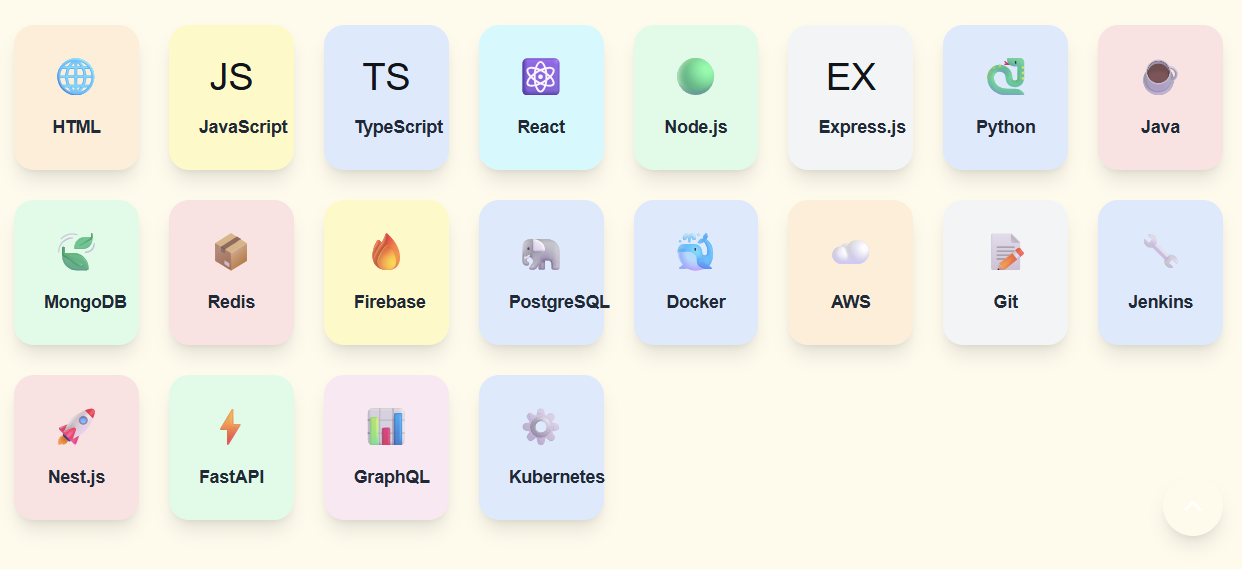 JS
TS
EX
HTML
JavaScript
TypeScript
React
Node.js
Express.js
Python
Java
MongoDB
Redis
Firebase
PostgreSQL
Docker
AWS
Git
Jenkins
Nest.js
FastAPI
GraphQL
Kubernetes